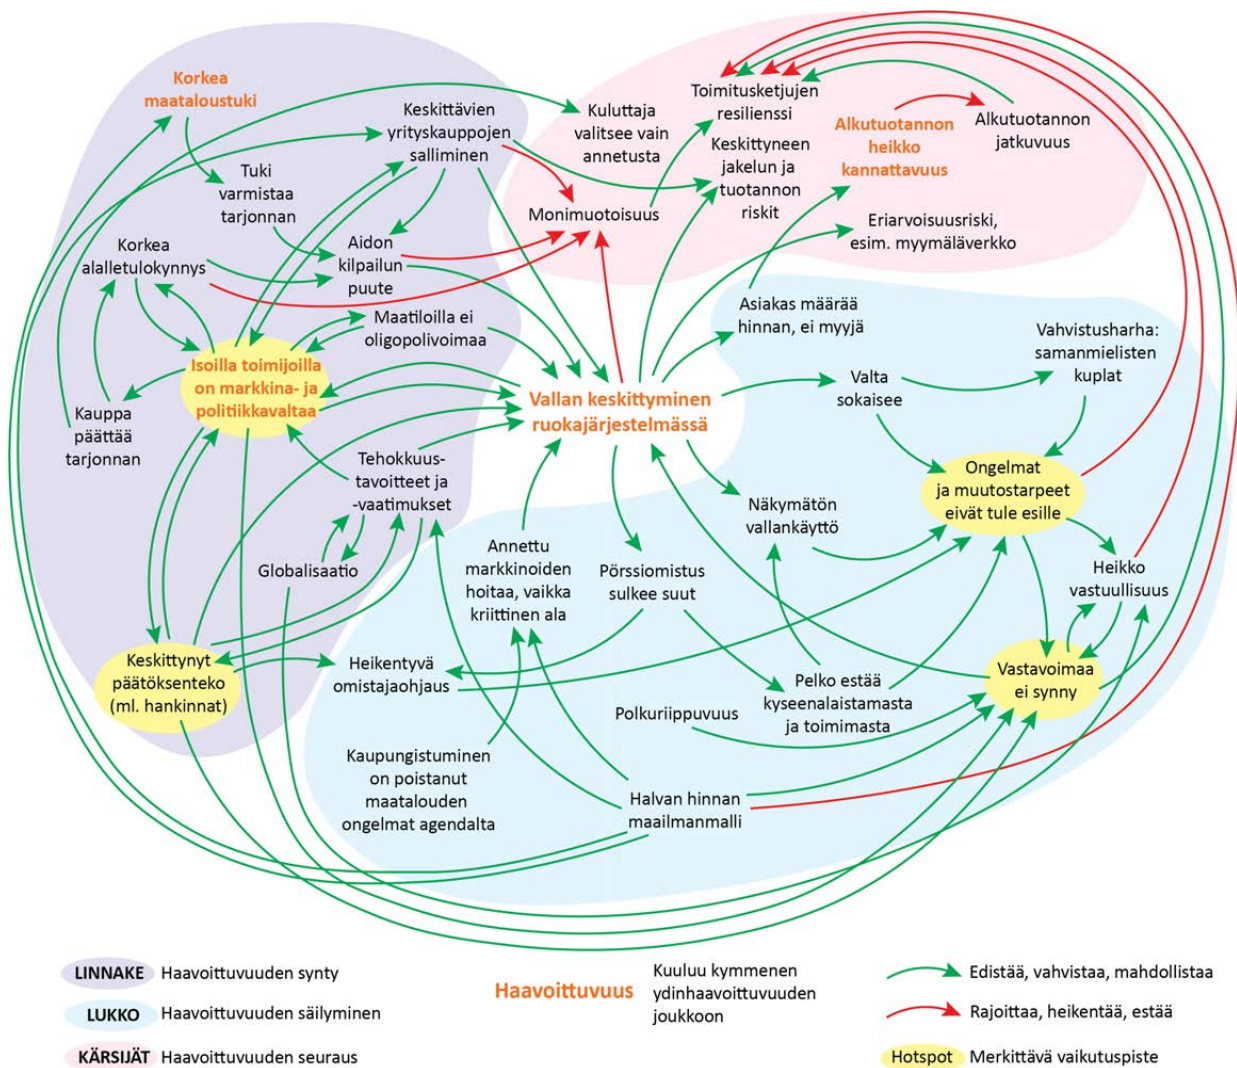 Korkea
maataloustuki
Keskittävien
yrityskauppojen
salliminen
Kuluttaja
valitsee vain
annetusta
Toimitusketjujen
resilienssi
Alkutuotannon
heikko
kannattavuus
Alkutuotannon
jatkuvuus
Keskittyneen
jakelun ja
tuotannon
riskit
Tuki
varmistaa
tarjonnan
Monimuotoisuus
Eriarvoisuusriski,
esim. myymäläverkko
Korkea
alalletulokynnys
Aidon
kilpailun
puute
Maatiloilla ei
oligopolivoimaa
Asiakas määrää
hinnan, ei myyjä
Vahvistusharha:
samanmielisten
kuplat
Isoilla toimijoilla
on markkina- ja
politiikkavaltaa
Vallan keskittyminen
ruokajärjestelmässä
Valta
sokaisee
Kauppa
päättää
tarjonnan
Tehokkuus-
tavoitteet ja
-vaatimukset
Ongelmat
ja muutostarpeet
eivät tule esille
Näkymätön
vallankäyttö
Globalisaatio
Annettu
markkinoiden
hoitaa, vaikka
kriittinen ala
Pörssiomistus
sulkee suut
Heikko
vastuullisuus
Keskittynyt
päätöksenteko
(ml. hankinnat)
Heikentyvä
omistajaohjaus
Pelko estää
kyseenalaistamasta
ja toimimasta
Vastavoimaa
ei synny
Polkuriippuvuus
Kaupungistuminen
on poistanut
maatalouden
ongelmat agendalta
Halvan hinnan
maailmanmalli
LINNAKE Haavoittuvuuden synty
LUKKO Haavoittuvuuden säilyminen
KÄRSIJÄT Haavoittuvuuden seuraus
Haavoittuvuus
Kuuluu kymmenen
ydinhaavoittuvuuden
joukkoon
Edistää, vahvistaa, mahdollistaa
Rajoittaa, heikentää, estää
Hotspot Merkittävä vaikutuspiste